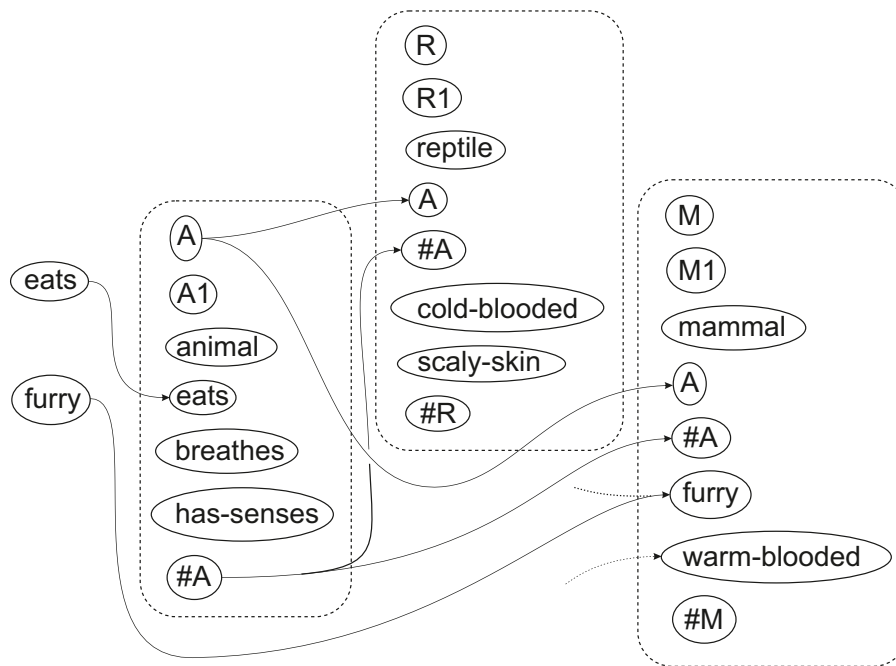 eats
furry
A
A1
animal
eats
breathes
has-senses
#A
R
R1
reptile
A
#A
cold-blooded
scaly-skin
#R
M
M1
mammal
A
#A
furry
warm-blooded
#M